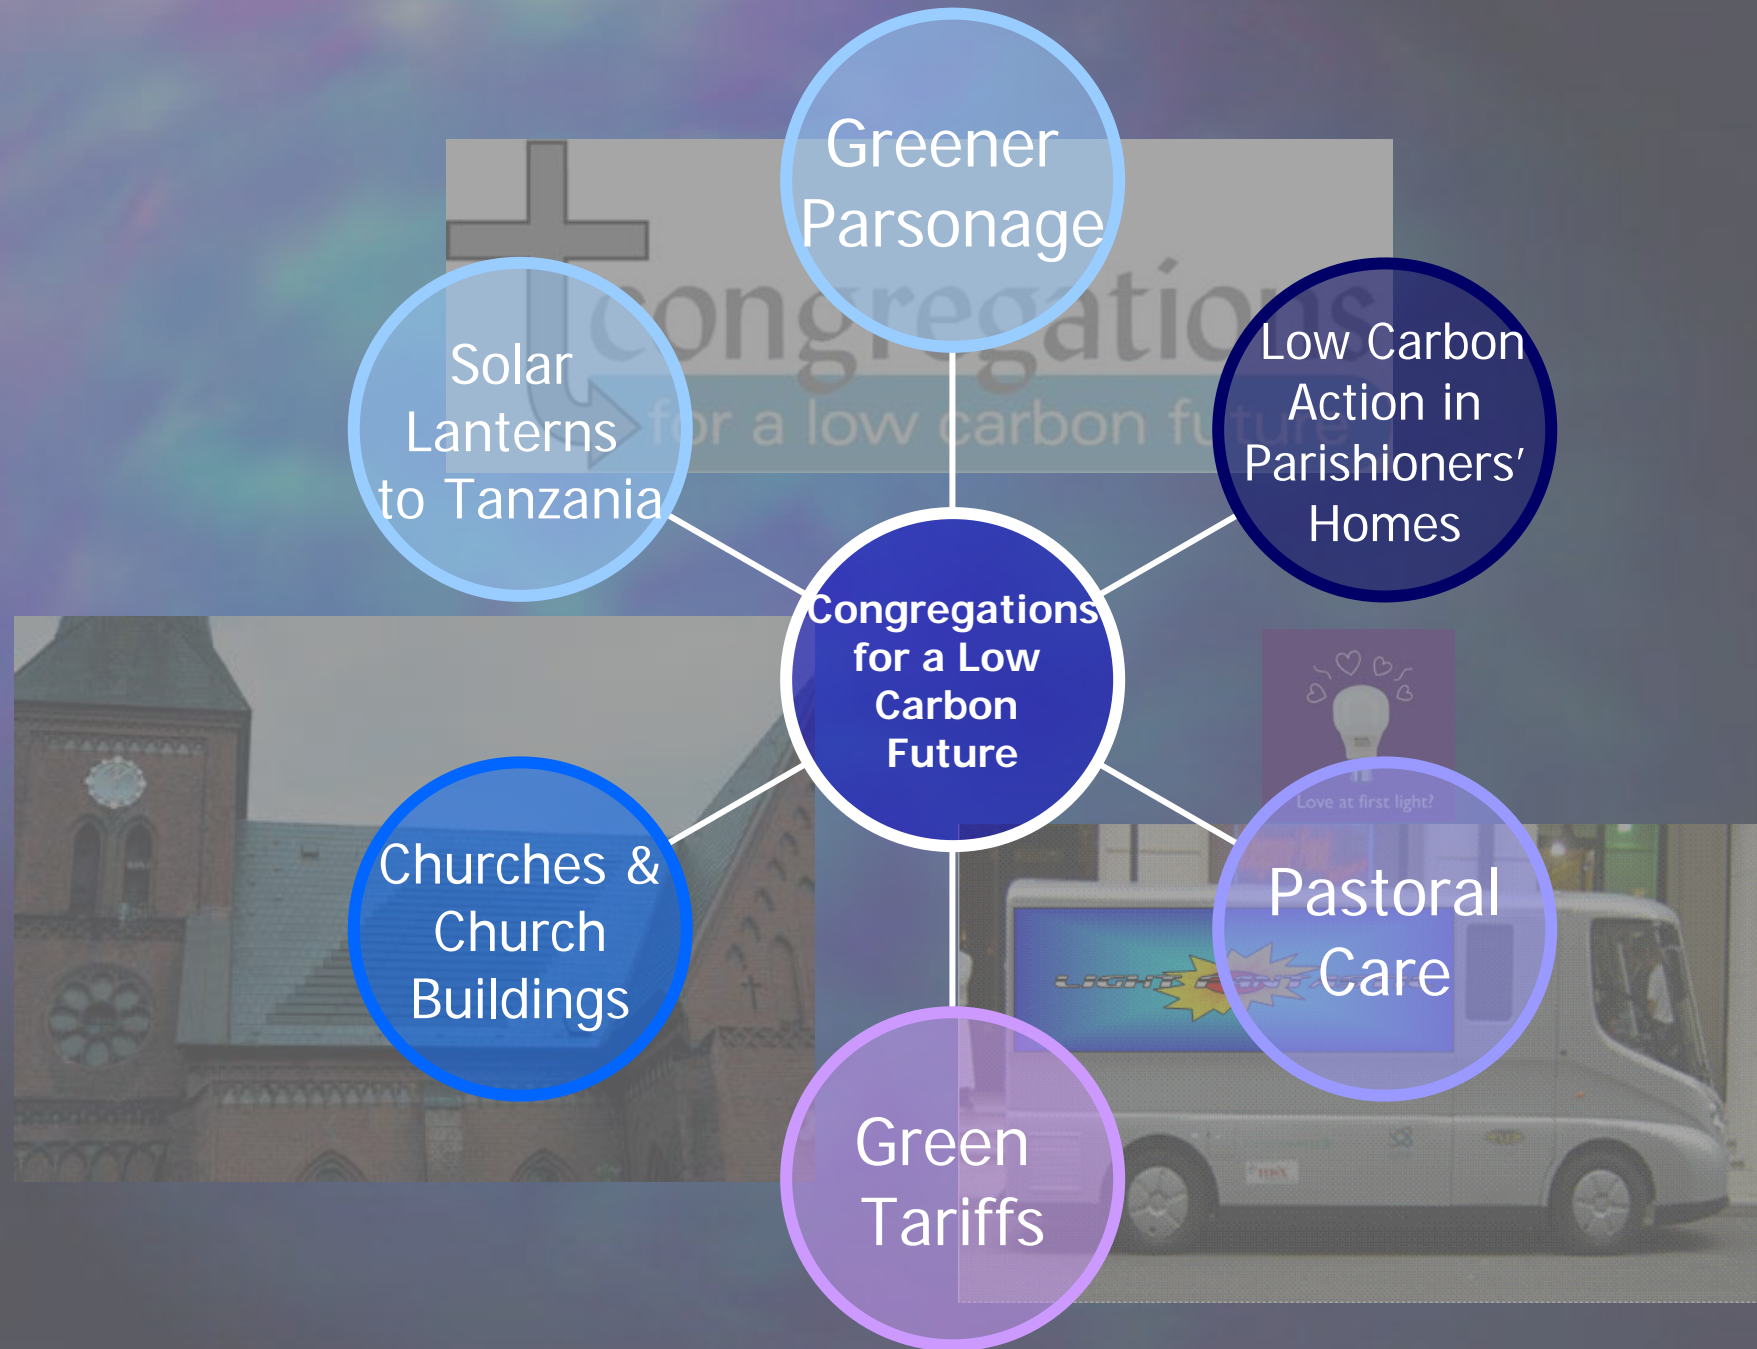 Greener
Parsonage
congregations
for a low carbon future
Solar
Lanterns
to Tanzania
Low Carbon
Action in
Parishioners'
Homes
Congregations
for a Low
Carbon
Future
Love at first light?
Churches &
Church
Buildings
Pastoral
Care
LIGHT
Green
Tariffs